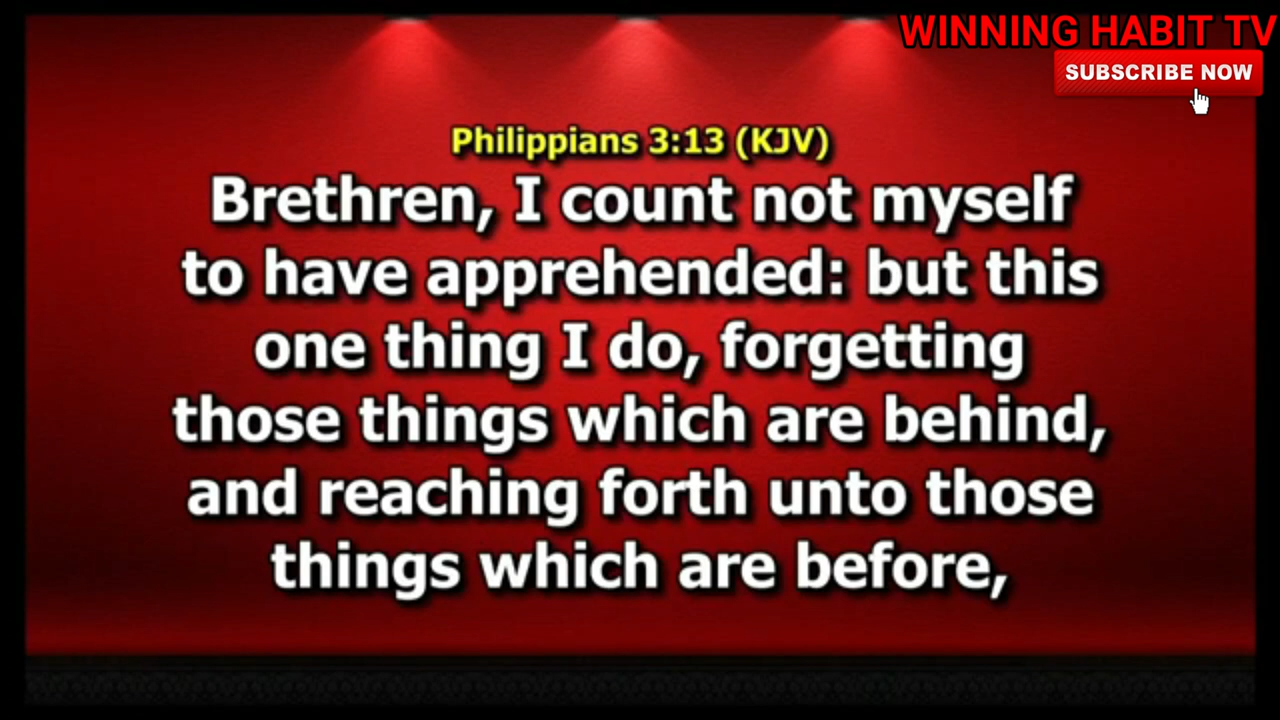 WINNING HABIT TV
SUBSCRIBE NOW
Philippians 3:13 (KJV)
Brethren, I count not myself
to have apprehended: but this
one thing I do, forgetting
those things which are behind,
and reaching forth unto those
things which are before,